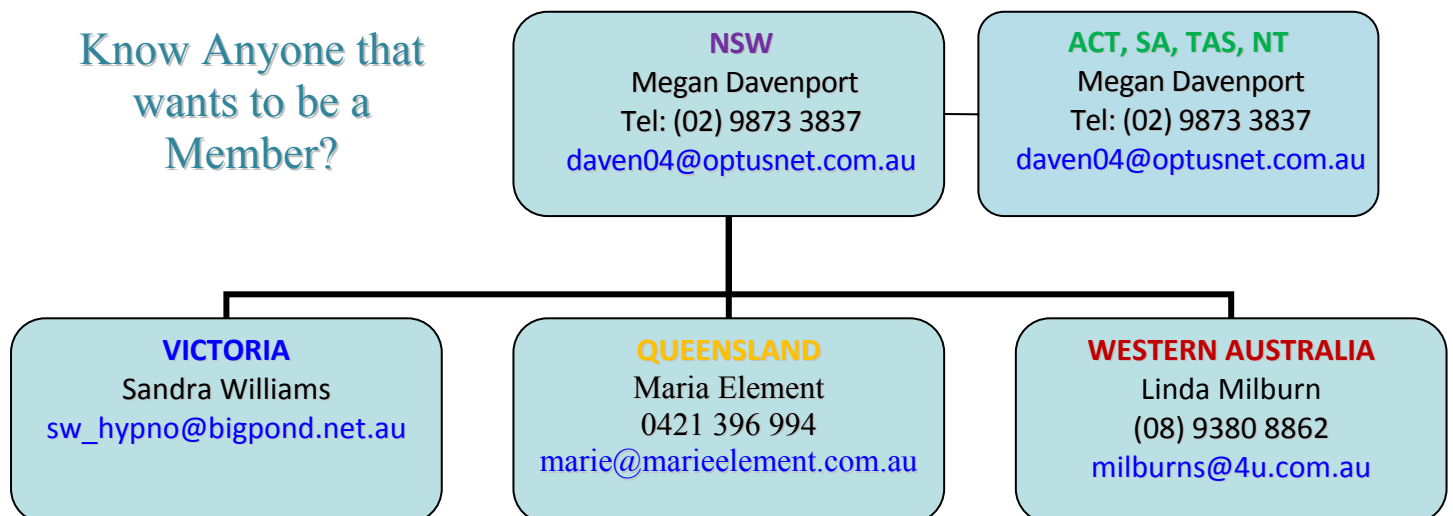 Know Anyone that
wants to be a
Member?
NSW
Megan Davenport
Tel: (02) 9873 3837
daven04@optusnet.com.au
ACT, SA, TAS, NT
Megan Davenport
Tel: (02) 9873 3837
daven04@optusnet.com.au
VICTORIA
Sandra Williams
sw_hypno@bigpond.net.au
QUEENSLAND
Maria Element
0421 396 994
marie@marieelement.com.au
WESTERN AUSTRALIA
Linda Milburn
(08) 9380 8862
milburns@4u.com.au